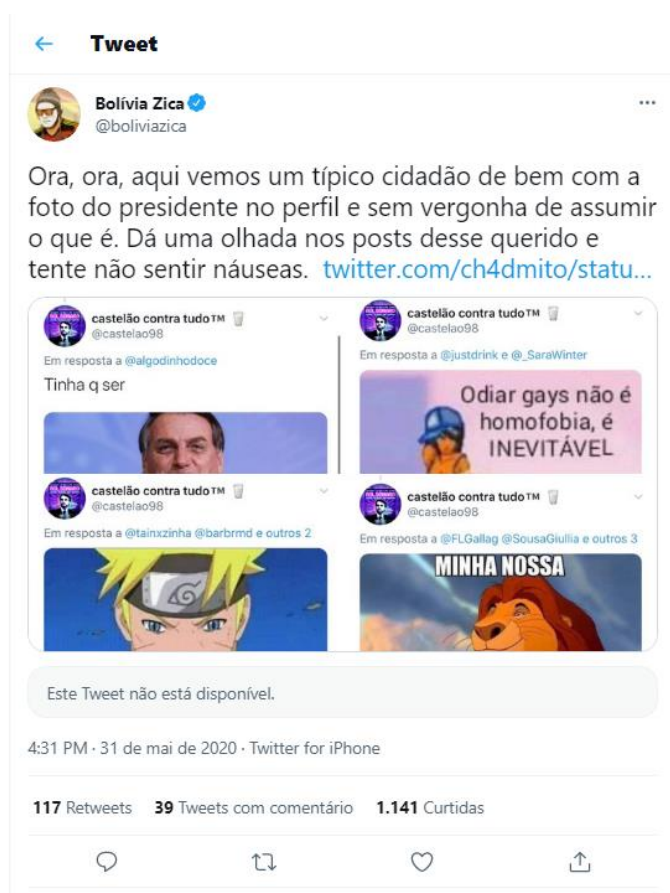 Tweet
Bolívia Zica
@boliviazica
Ora, ora, aqui vemos um típico cidadão de bem com a
foto do presidente no perfil e sem vergonha de assumir
o que é. Dá uma olhada nos posts desse querido e
tente não sentir náuseas. twitter.com/ch4dmito/statu...
castelão contra tudo™
@castelao98
Em resposta a @algodinhodoce
Tinha q ser
castelão contra tudo™
@castelao98
Em resposta a @justdrink e @_SaraWinter
Odiar gays não é
homofobia, é
INEVITÁVEL
castelão contra tudo™
@castelao98
Em resposta a @tainxzinha @barbrmd e outros 2
castelão contra tudo™
@castelao98
Em resposta a @FLGallag @SousaGiullia e outros 3
MINHA NOSSA
Este Tweet não está disponível.
4:31 PM · 31 de mai de 2020 · Twitter for iPhone
117 Retweets 39 Tweets com comentário 1.141 Curtidas